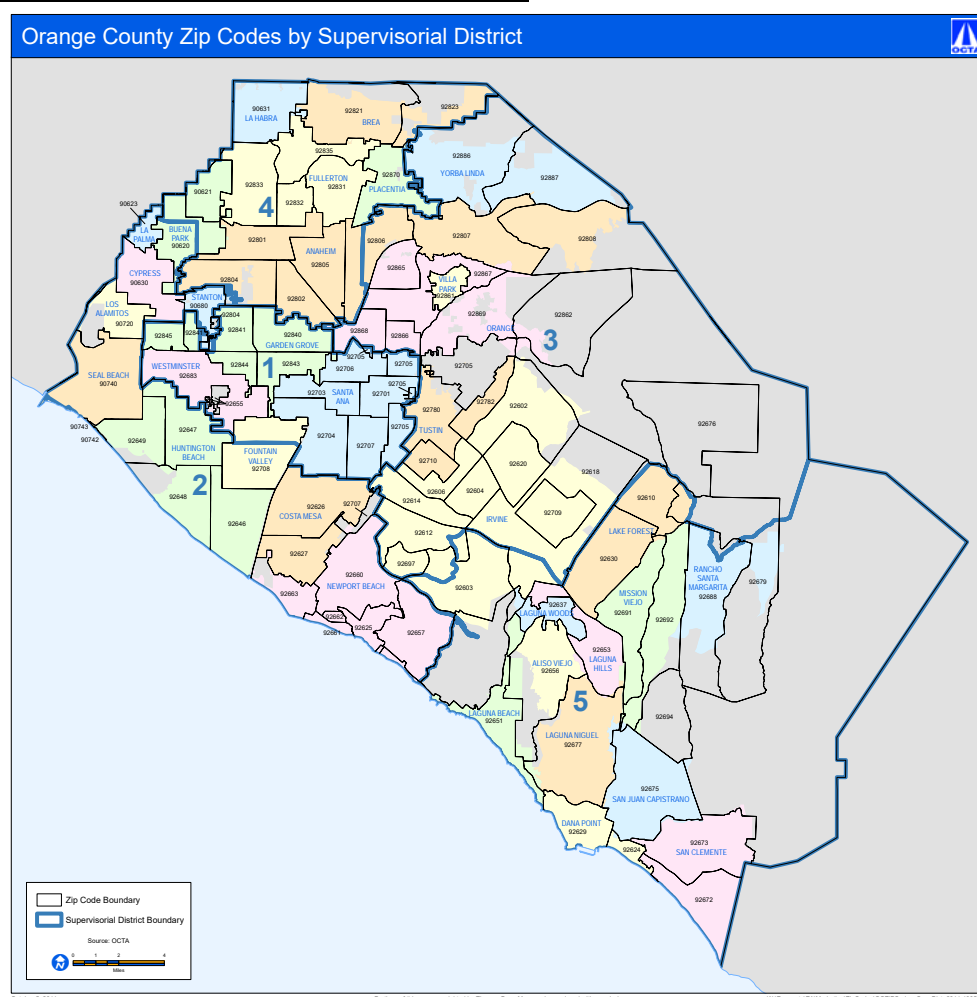 Orange County Zip Codes by Supervisorial District
OCTA
90631
LA HABRA
92821
BREA
92823
92835
FULLERTON
92831
92833
92832
4
92870
PLACENTIA
92886
YORBA LINDA
92887
90623
LA
PALMA
90621
BUENA
PARK
90620
92801
ANAHEIM
92805
92806
92807
92808
CYPRESS
90630
92804
92802
92865
VILLA
PARK
92861
92867
92869
ORANGE
92862
3
LOS
ALAMITOS
90720
STANTON
90680
92804
92841
92840
GARDEN GROVE
92868
92866
92845
92841
SEAL BEACH
90740
WESTMINSTER
92683
92844
1
92843
92705
92706
92705
92705
92705
92703
SANTA
ANA
92701
92655
92780
TUSTIN
92782
92602
92676
90743
90742
92649
92647
HUNTINGTON
BEACH
FOUNTAIN
VALLEY
92708
92704
92707
92705
92710
92620
92618
92648
2
92646
92626
COSTA MESA
92707
92614
92606
92604
IRVINE
92709
92610
LAKE FOREST
92630
92627
92612
92697
92603
92660
NEWPORT BEACH
92663
92662
92661
92625
92657
92637
LAGUNA WOODS
MISSION
VIEJO
92691
92692
RANCHO
SANTA
MARGARITA
92688
92679
92653
LAGUNA
HILLS
ALISO VIEJO
92656
5
LAGUNA BEACH
92651
LAGUNA NIGUEL
92677
92694
92675
SAN JUAN CAPISTRANO
DANA POINT
92629
92624
92673
SAN CLEMENTE
92672
Zip Code Boundary
Supervisorial District Boundary
Source: OCTA
N
0 1 2 4
Miles